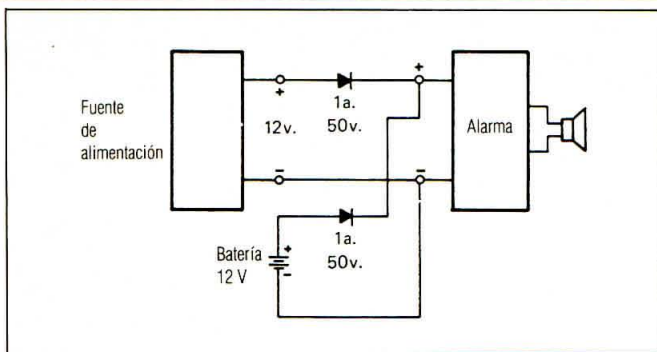 Fuente
de
alimentación
+
12v.
−
1a.
50v.
+
−
Alarma
Batería
12 V
+
−
1a.
50v.